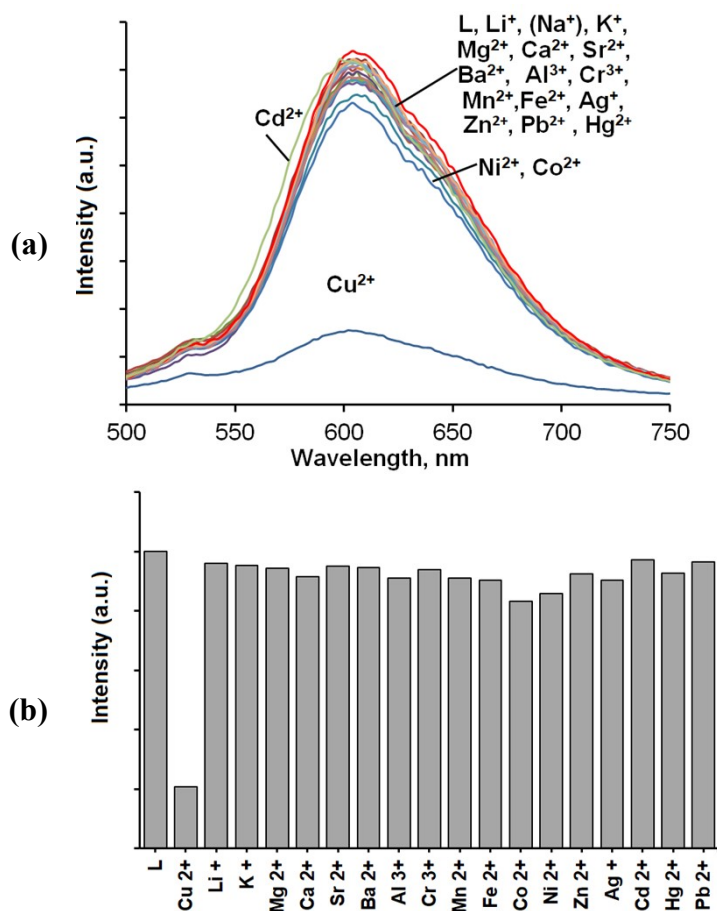 (a)
Intensity (a.u.)
L, Li⁺, (Na⁺), K⁺,
Mg²⁺, Ca²⁺, Sr²⁺,
Ba²⁺, Al³⁺, Cr³⁺,
Mn²⁺,Fe²⁺, Ag⁺,
Zn²⁺, Pb²⁺ , Hg²⁺
Cd²⁺
Ni²⁺, Co²⁺
Cu²⁺
500 550 600 650 700 750
Wavelength, nm
(b)
Intensity (a.u.)
L
Cu 2+
Li +
K +
Mg 2+
Ca 2+
Sr 2+
Ba 2+
Al 3+
Cr 3+
Mn 2+
Fe 2+
Co 2+
Ni 2+
Zn 2+
Ag +
Cd 2+
Hg 2+
Pb 2+